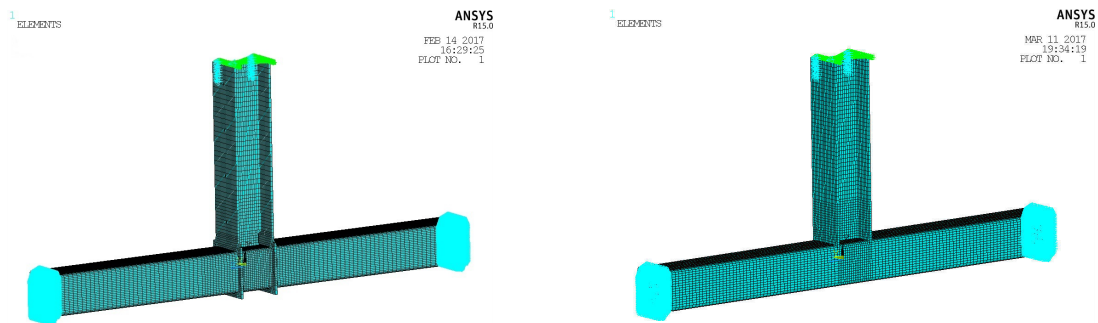 1
ELEMENTS
ANSYS
R15.0
FEB 14 2017
16:29:25
PLOT NO. 1
1
ELEMENTS
ANSYS
R15.0
MAR 11 2017
19:34:19
PLOT NO. 1